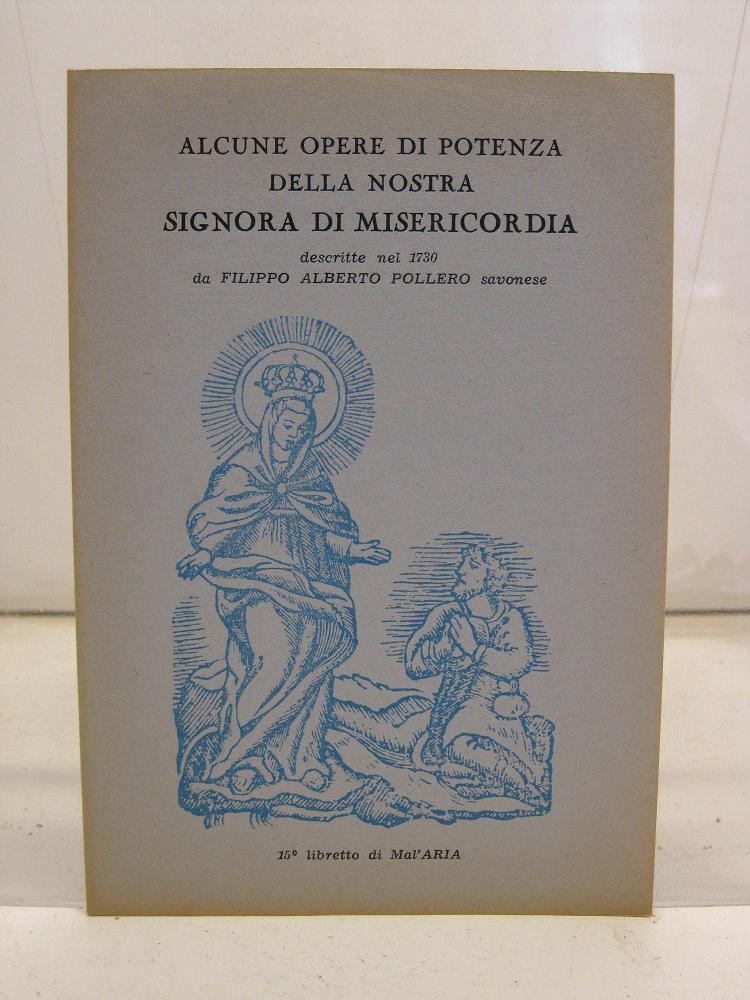 ALCUNE OPERE DI POTENZA
DELLA NOSTRA
SIGNORA DI MISERICORDIA
descritte nel 1730
da FILIPPO ALBERTO POLLERO savonese
15º libretto di Mal'ARIA